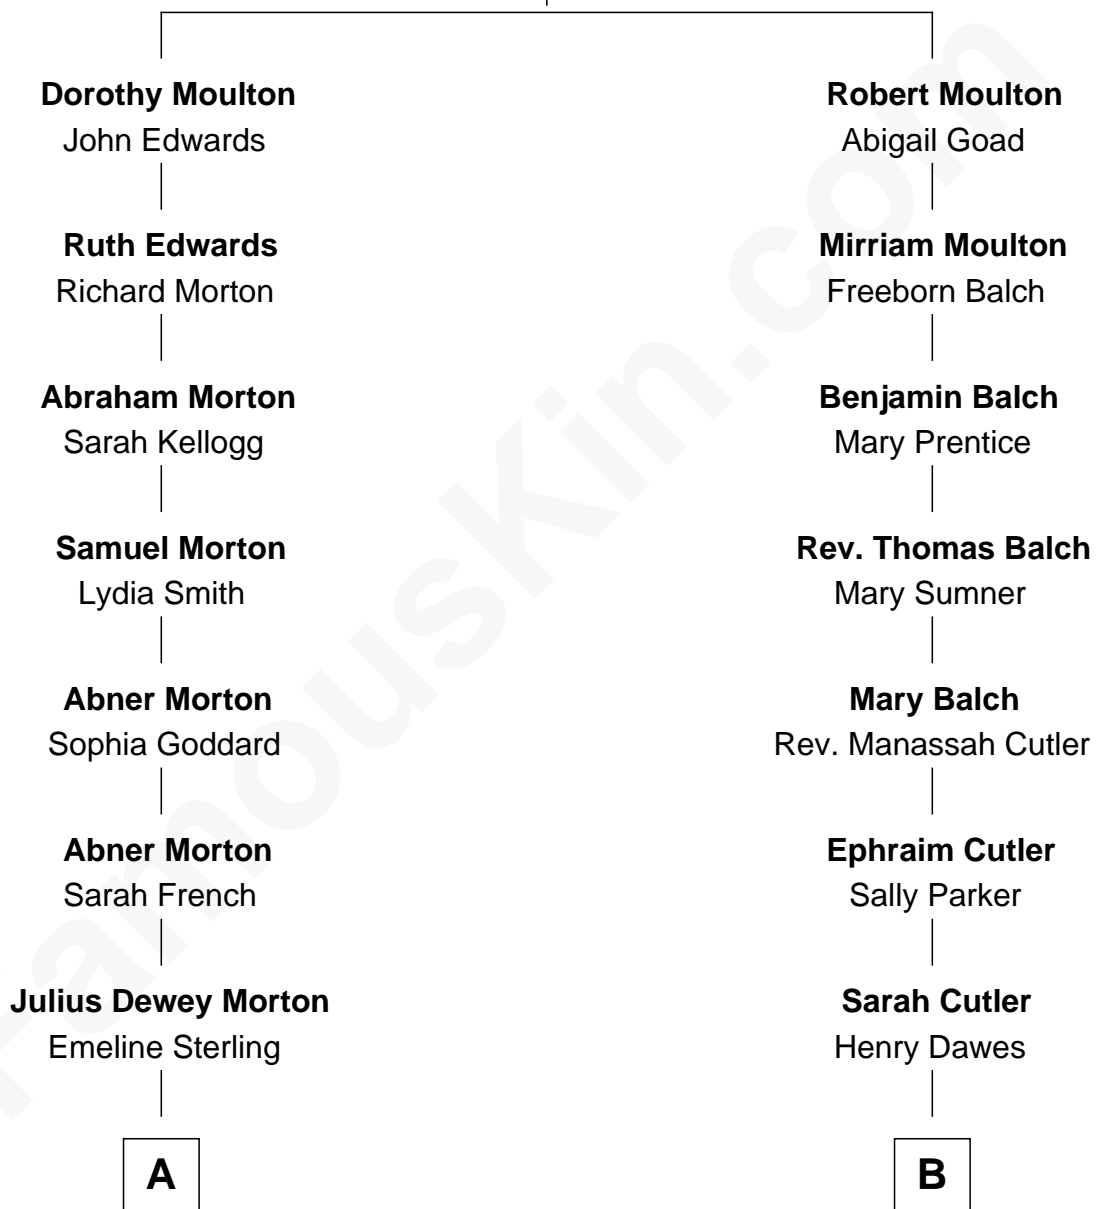 Dorothy Moulton
John Edwards
Ruth Edwards
Richard Morton
Abraham Morton
Sarah Kellogg
Samuel Morton
Lydia Smith
Abner Morton
Sophia Goddard
Abner Morton
Sarah French
Julius Dewey Morton
Emeline Sterling
A
Robert Moulton
Abigail Goad
Mirriam Moulton
Freeborn Balch
Benjamin Balch
Mary Prentice
Rev. Thomas Balch
Mary Sumner
Mary Balch
Rev. Manassah Cutler
Ephraim Cutler
Sally Parker
Sarah Cutler
Henry Dawes
B
FamousKin.com